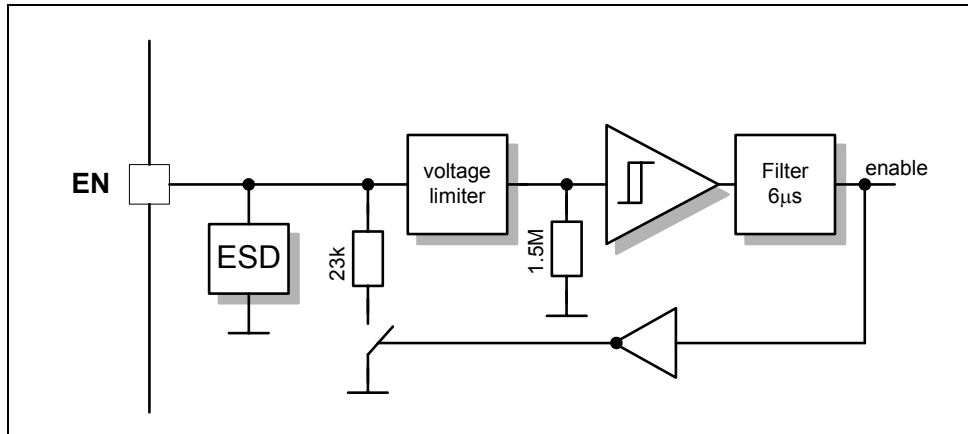 EN
ESD
23k
voltage
limiter
1.5M
Filter
6μs
enable